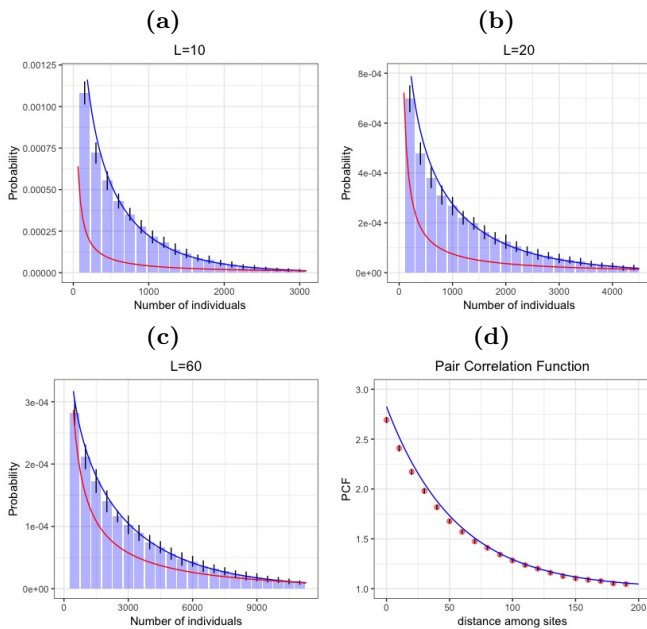 (a)
L=10
0.00125
0.00100
0.00075
0.00050
0.00025
0.00000
Probability
0 1000 2000 3000
Number of individuals
(b)
L=20
8e-04
6e-04
4e-04
2e-04
0e+00
Probability
0 1000 2000 3000 4000
Number of individuals
(c)
L=60
3e-04
2e-04
1e-04
0e+00
Probability
0 3000 6000 9000
Number of individuals
(d)
Pair Correlation Function
3.0
2.5
2.0
1.5
1.0
PCF
0 50 100 150 200
distance among sites